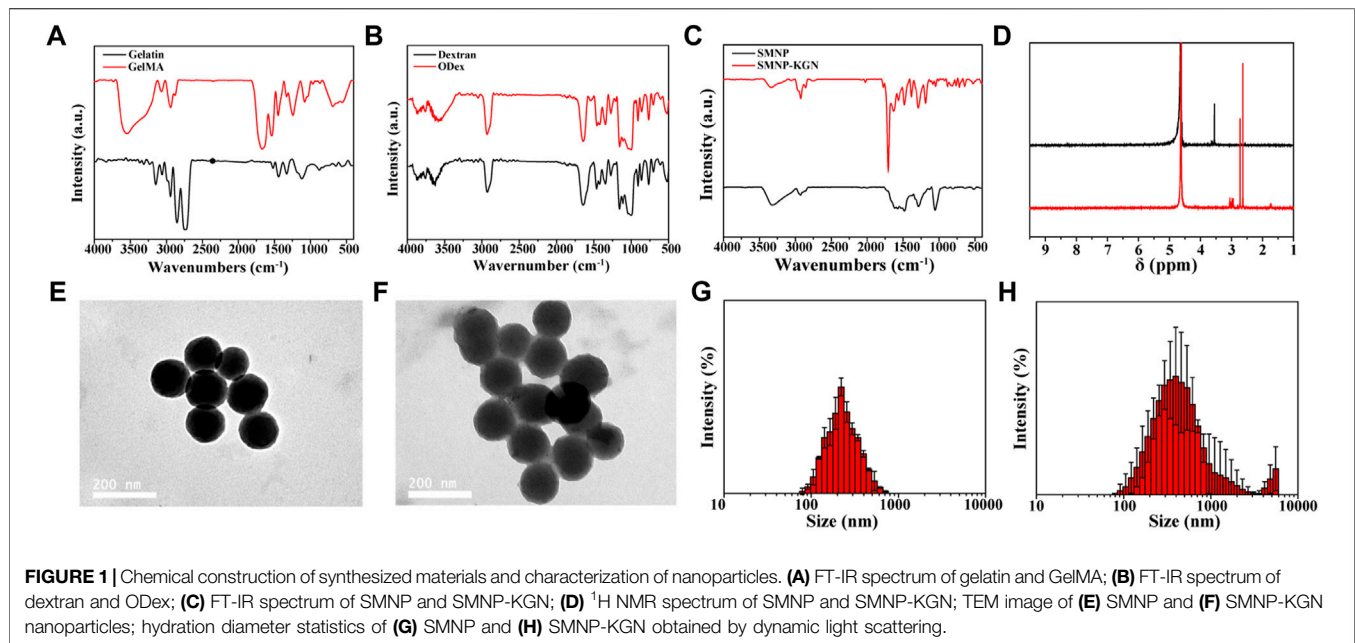 A
Gelatin
GelMA
Intensity (a.u.)
4000 3000 2000 1500 1000 500
Wavenumbers (cm⁻¹)
B
Dextran
ODex
Intensity (a.u.)
4000 3000 2000 1500 1000 500
Wavernumber (cm⁻¹)
C
SMNP
SMNP-KGN
Intensity (a.u.)
4000 3000 2000 1500 1000 500
Wavenumbers (cm⁻¹)
D
9 8 7 6 5 4 3 2 1
δ (ppm)
E
200 nm
F
200 nm
G
Intensity (%)
10 100 1000 10000
Size (nm)
H
Intensity (%)
10 100 1000 10000
Size (nm)
FIGURE 1 | Chemical construction of synthesized materials and characterization of nanoparticles. (A) FT-IR spectrum of gelatin and GelMA; (B) FT-IR spectrum of
dextran and ODex; (C) FT-IR spectrum of SMNP and SMNP-KGN; (D) ¹H NMR spectrum of SMNP and SMNP-KGN; TEM image of (E) SMNP and (F) SMNP-KGN
nanoparticles; hydration diameter statistics of (G) SMNP and (H) SMNP-KGN obtained by dynamic light scattering.